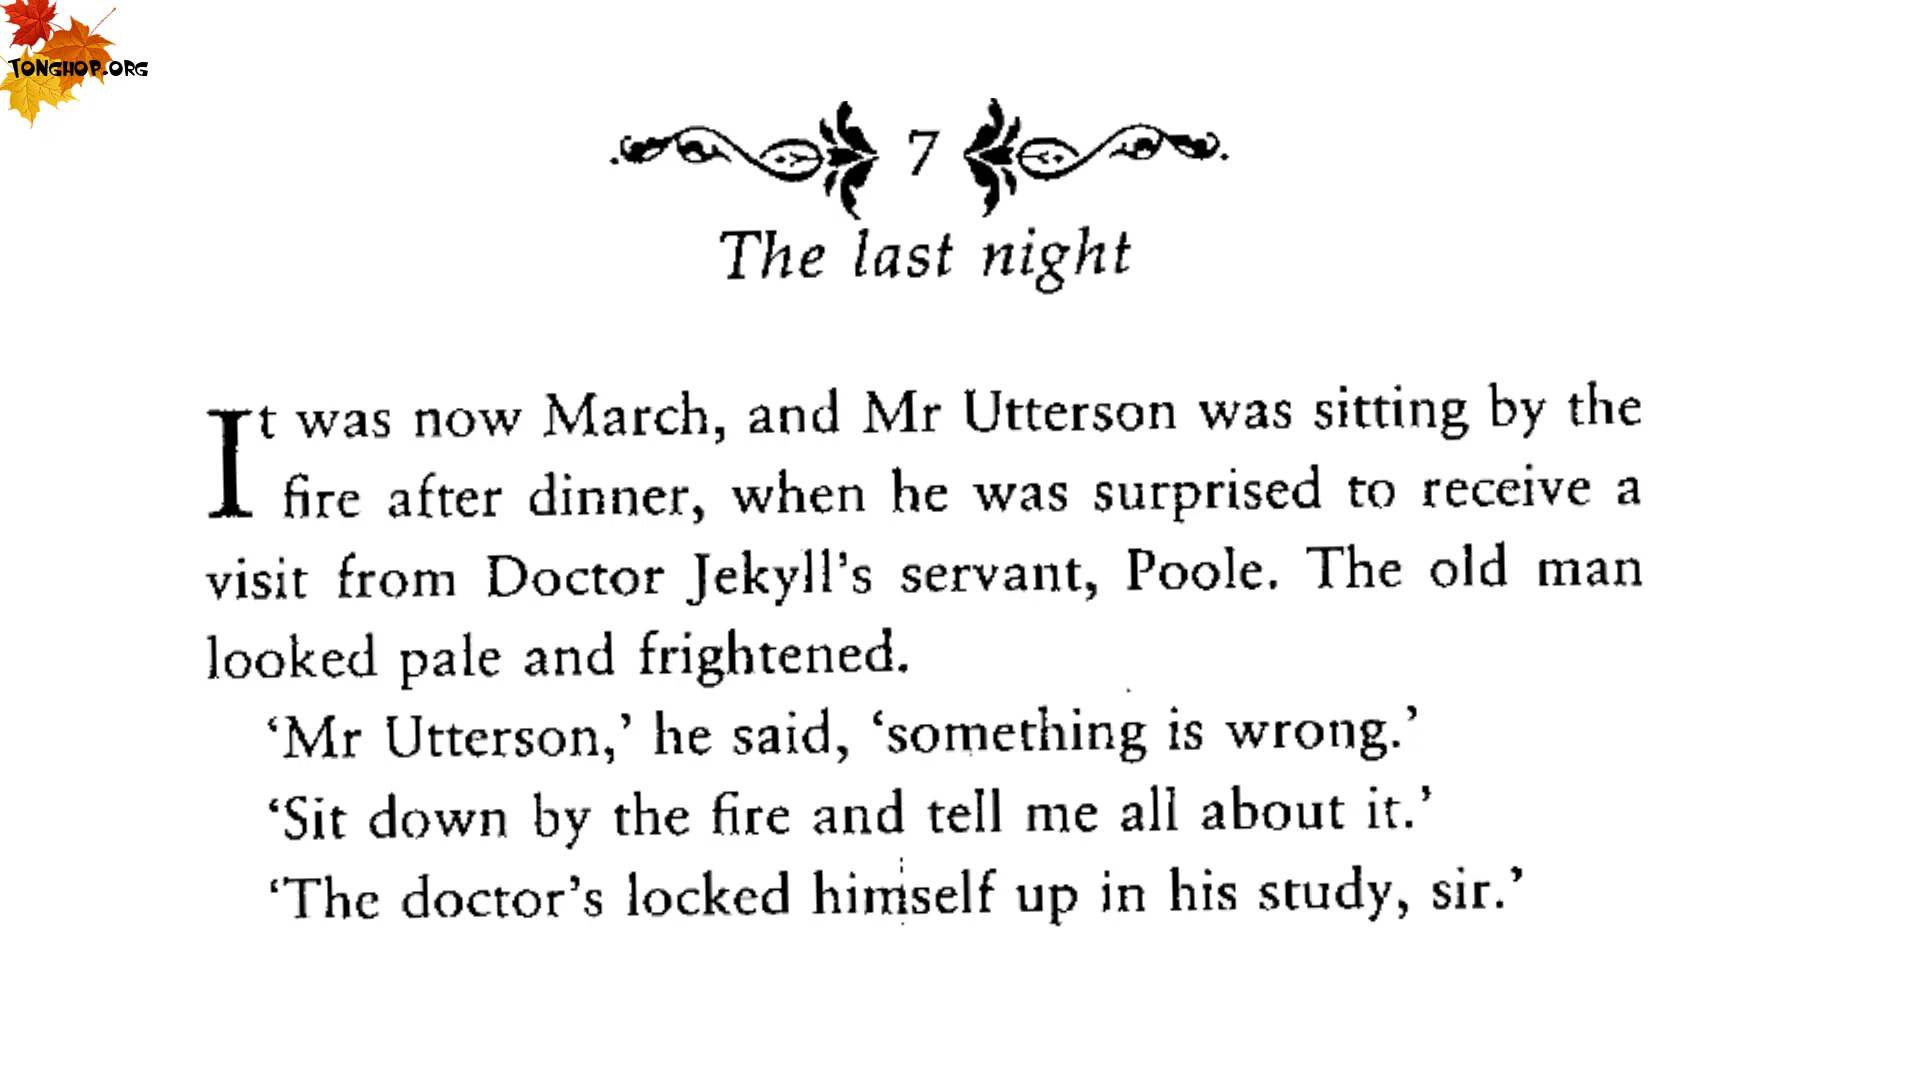 TONGHOP.ORG
7
The last night
It was now March, and Mr Utterson was sitting by the
fire after dinner, when he was surprised to receive a
visit from Doctor Jekyll’s servant, Poole. The old man
looked pale and frightened.
‘Mr Utterson,’ he said, ‘something is wrong.’
‘Sit down by the fire and tell me all about it.’
‘The doctor’s locked himself up in his study, sir.’